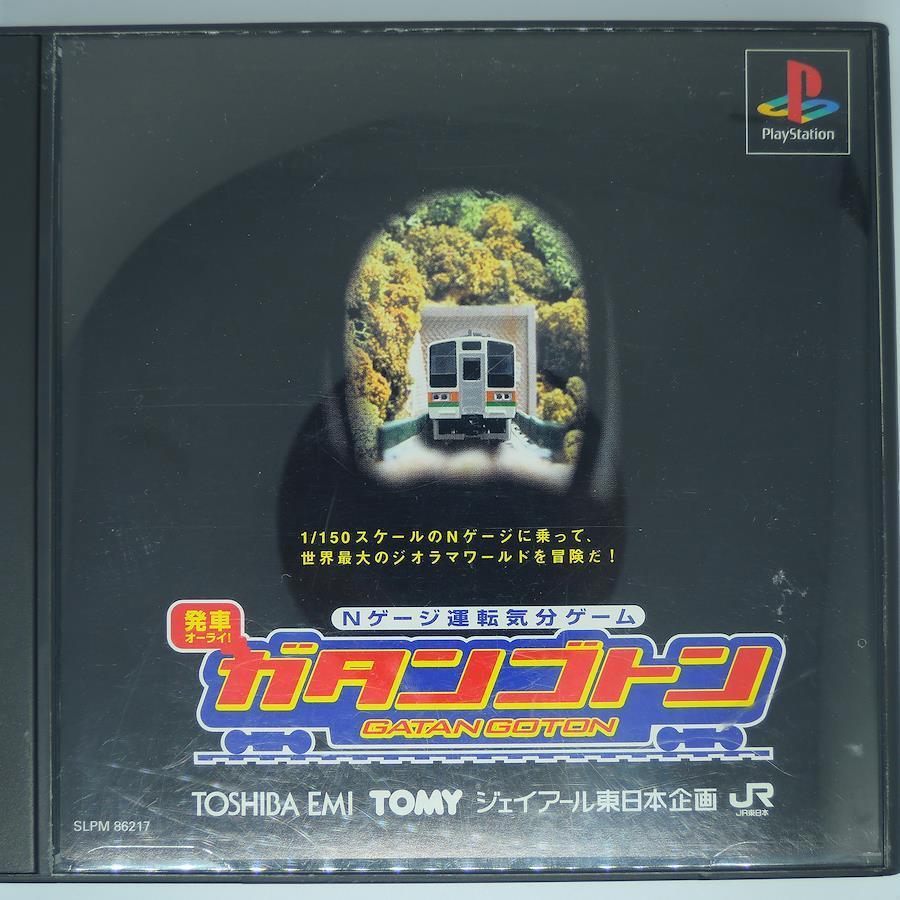 PlayStation
1/150スケールのNゲージに乗って、
世界最大のジオラマワールドを冒険だ!
Nゲージ運転気分ゲーム
発車
オーライ!
ガタンゴトン
GATAN GOTON
TOSHIBA EMI TOMY ジェイアール東日本企画 JR
JR東日本
SLPM 86217